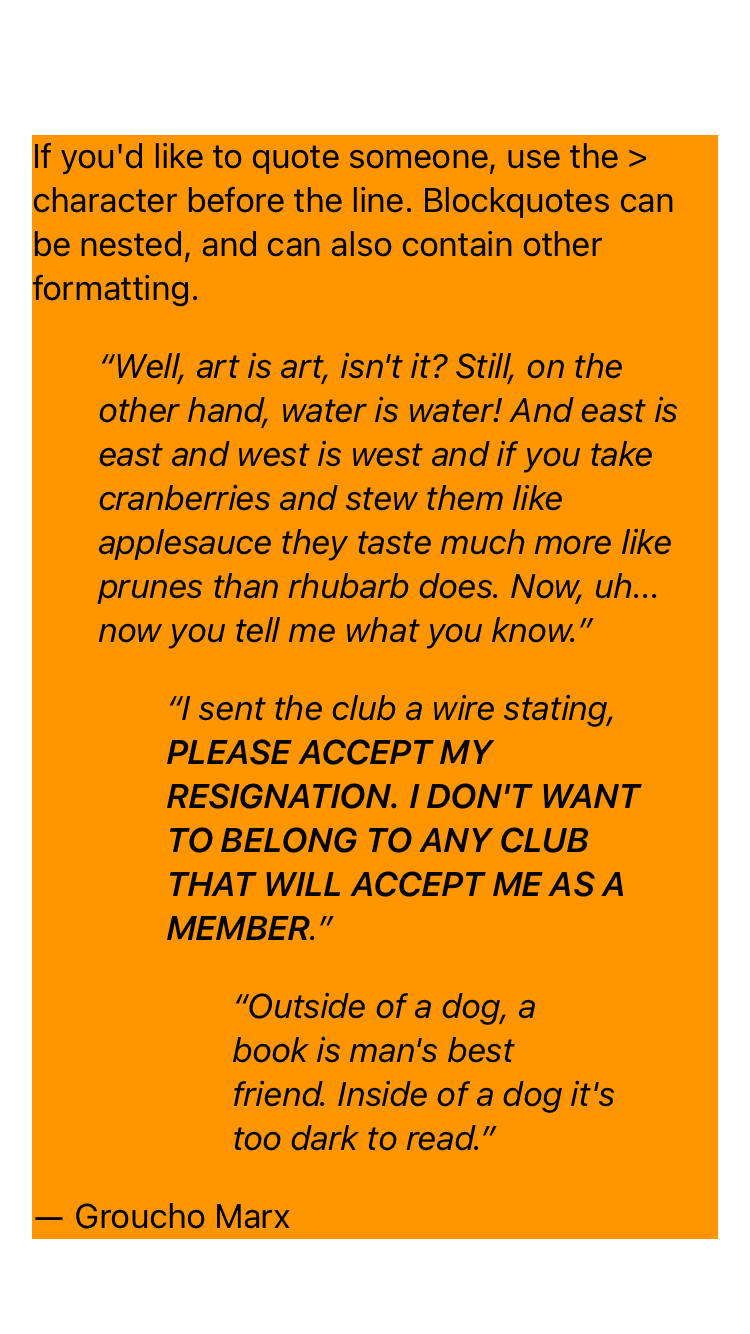 If you'd like to quote someone, use the >
character before the line. Blockquotes can
be nested, and can also contain other
formatting.
“Well, art is art, isn't it? Still, on the
other hand, water is water! And east is
east and west is west and if you take
cranberries and stew them like
applesauce they taste much more like
prunes than rhubarb does. Now, uh...
now you tell me what you know.”
“I sent the club a wire stating,
PLEASE ACCEPT MY
RESIGNATION. I DON'T WANT
TO BELONG TO ANY CLUB
THAT WILL ACCEPT ME AS A
MEMBER.”
“Outside of a dog, a
book is man's best
friend. Inside of a dog it's
too dark to read.”
— Groucho Marx